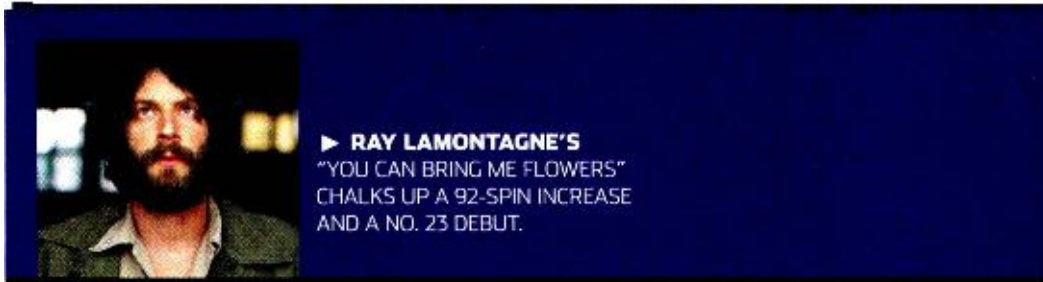 ► RAY LAMONTAGNE'S
"YOU CAN BRING ME FLOWERS"
CHALKS UP A 92-SPIN INCREASE
AND A NO. 23 DEBUT.